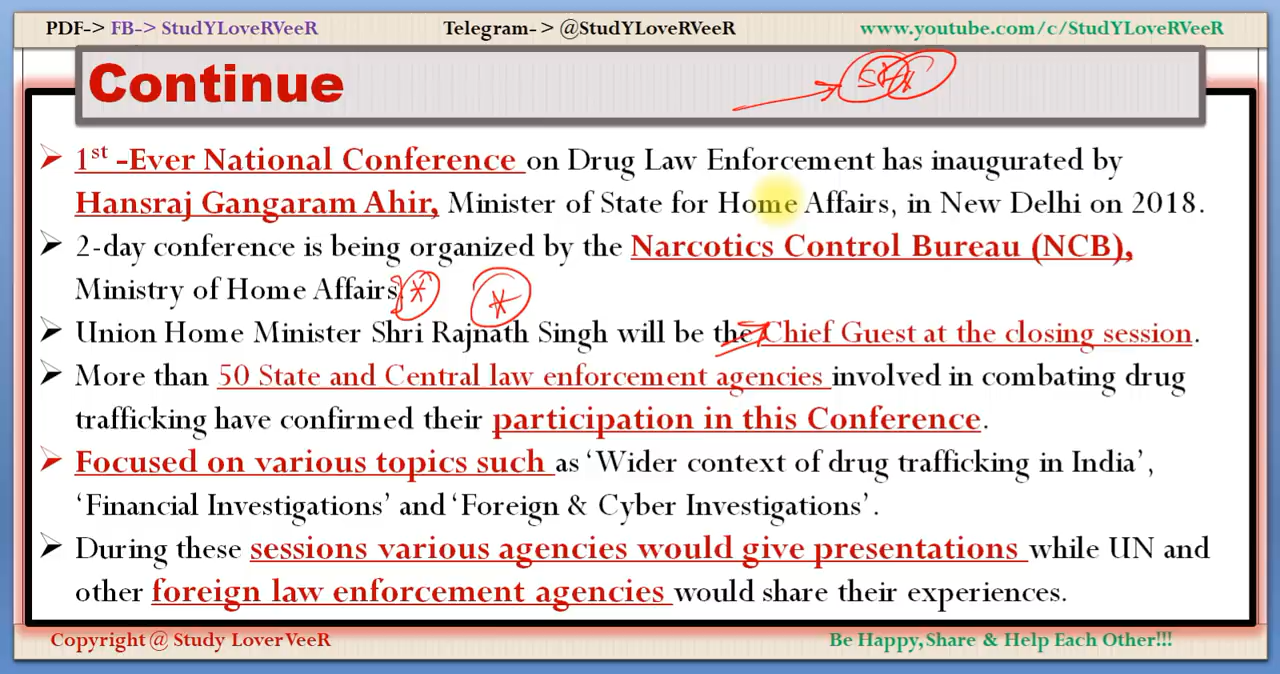 PDF-> FB-> StudYLoveRVeeR Telegram-> @StudYLoveRVeeR www.youtube.com/c/StudYLoveRVeeR
Continue
➢ 1st -Ever National Conference on Drug Law Enforcement has inaugurated by
Hansraj Gangaram Ahir, Minister of State for Home Affairs, in New Delhi on 2018.
➢ 2-day conference is being organized by the Narcotics Control Bureau (NCB),
Ministry of Home Affairs.
➢ Union Home Minister Shri Rajnath Singh will be the Chief Guest at the closing session.
➢ More than 50 State and Central law enforcement agencies involved in combating drug
trafficking have confirmed their participation in this Conference.
➢ Focused on various topics such as ‘Wider context of drug trafficking in India’,
‘Financial Investigations’ and ‘Foreign & Cyber Investigations’.
➢ During these sessions various agencies would give presentations while UN and
other foreign law enforcement agencies would share their experiences.
Copyright @ Study LoverVeeR Be Happy,Share & Help Each Other!!!